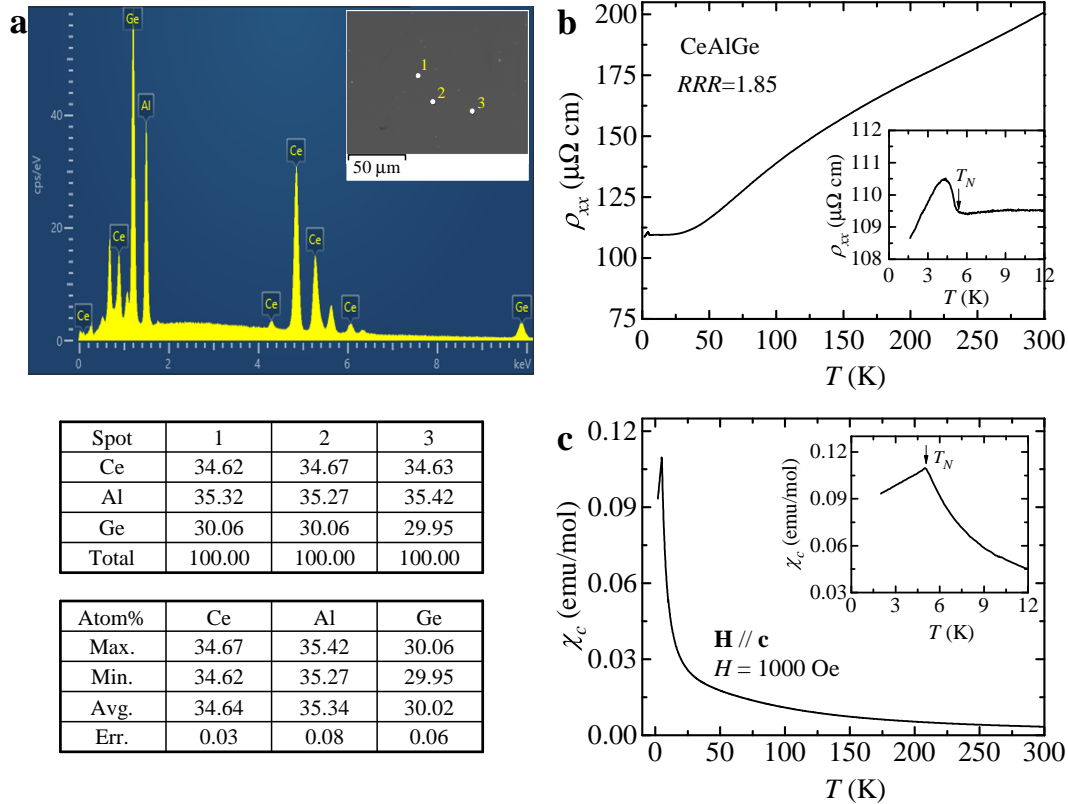 a
Ge
Al
Ce
Ce
Ce
Ce
Ce
Ce
Ge
cps/eV
40
20
0
0 2 4 6 8 keV
1
2
3
50 μm
Spot 1 2 3
Ce 34.62 34.67 34.63
Al 35.32 35.27 35.42
Ge 30.06 30.06 29.95
Total 100.00 100.00 100.00
Atom% Ce Al Ge
Max. 34.67 35.42 30.06
Min. 34.62 35.27 29.95
Avg. 34.64 35.34 30.02
Err. 0.03 0.08 0.06
b
CeAlGe
RRR=1.85
ρxx (μΩ cm)
200
175
150
125
100
75
0 50 100 150 200 250 300
T (K)
ρxx (μΩ cm)
112
111
110
109
108
TN
0 3 6 9 12
T (K)
c
χc (emu/mol)
0.12
0.09
0.06
0.03
0.00
0 50 100 150 200 250 300
T (K)
H // c
H = 1000 Oe
χc (emu/mol)
0.12
0.09
0.06
0.03
TN
0 3 6 9 12
T (K)